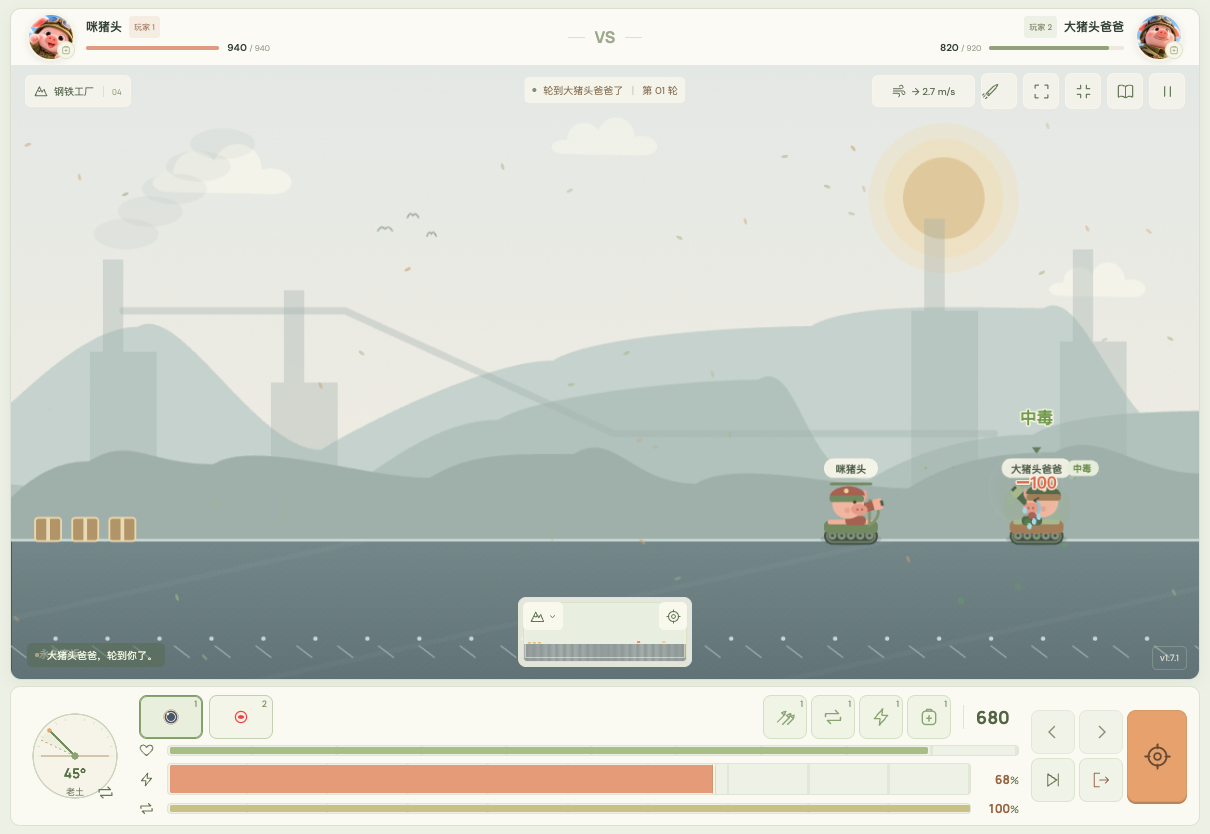 咪猪头 玩家 1
940 / 940
VS
玩家 2 大猪头爸爸
820 / 920
钢铁工厂 04
轮到大猪头爸爸了 第 01 轮
→ 2.7 m/s
中毒
咪猪头
大猪头爸爸 中毒
−100
大猪头爸爸，轮到你了。
v1.7.1
1
2
1
1
1
1
680
45°
老土
68%
100%